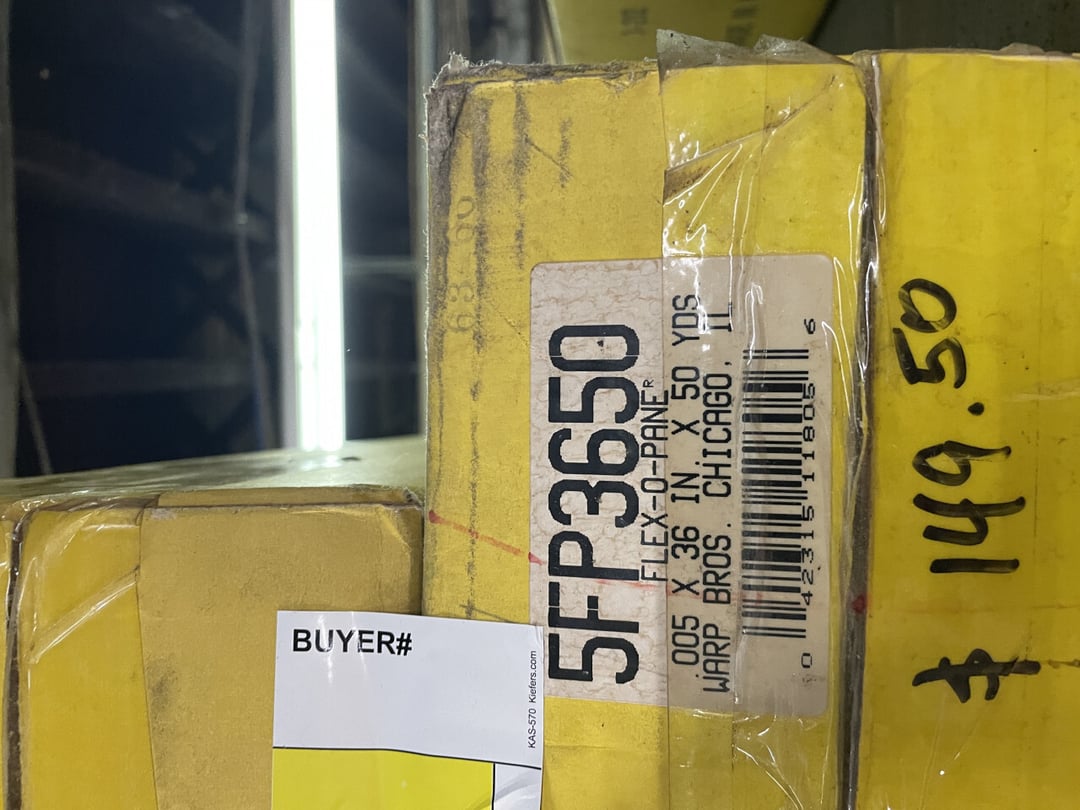 5FP3650
FLEX-O-PANE®
005 X 36 IN. X 50 YDS
WARP BROS. CHICAGO, IL
0 42315 11805 6
$ 149.50
BUYER#
KAS-570 Kiefers.com